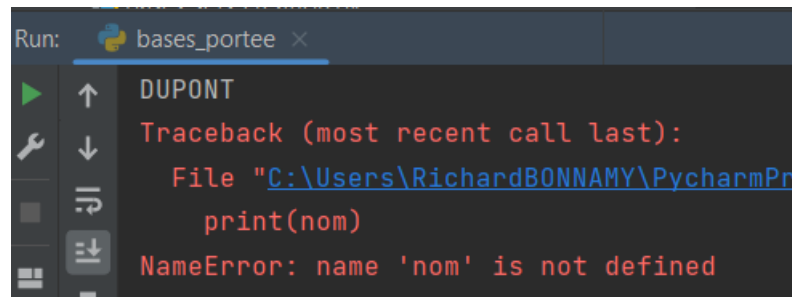 Run:
bases_portee
DUPONT
Traceback (most recent call last):
File "C:\Users\RichardBONNAMY\PycharmPr
print(nom)
NameError: name 'nom' is not defined